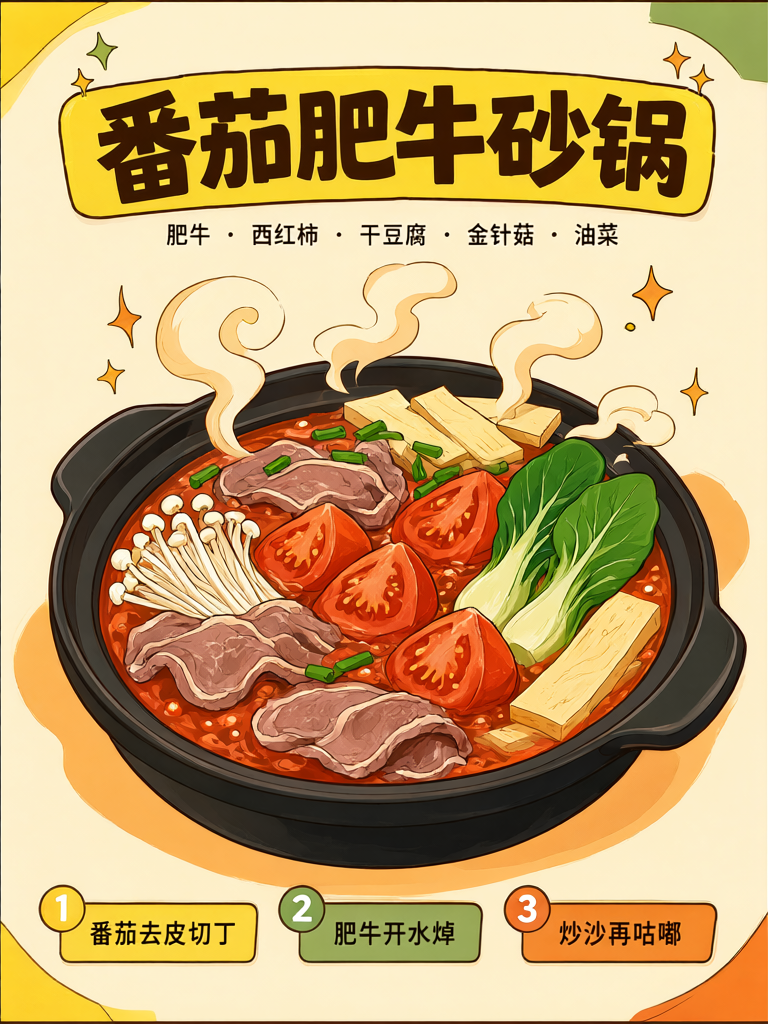 番茄肥牛砂锅
肥牛 · 西红柿 · 干豆腐 · 金针菇 · 油菜
1 番茄去皮切丁
2 肥牛开水焯
3 炒沙再咕嘟